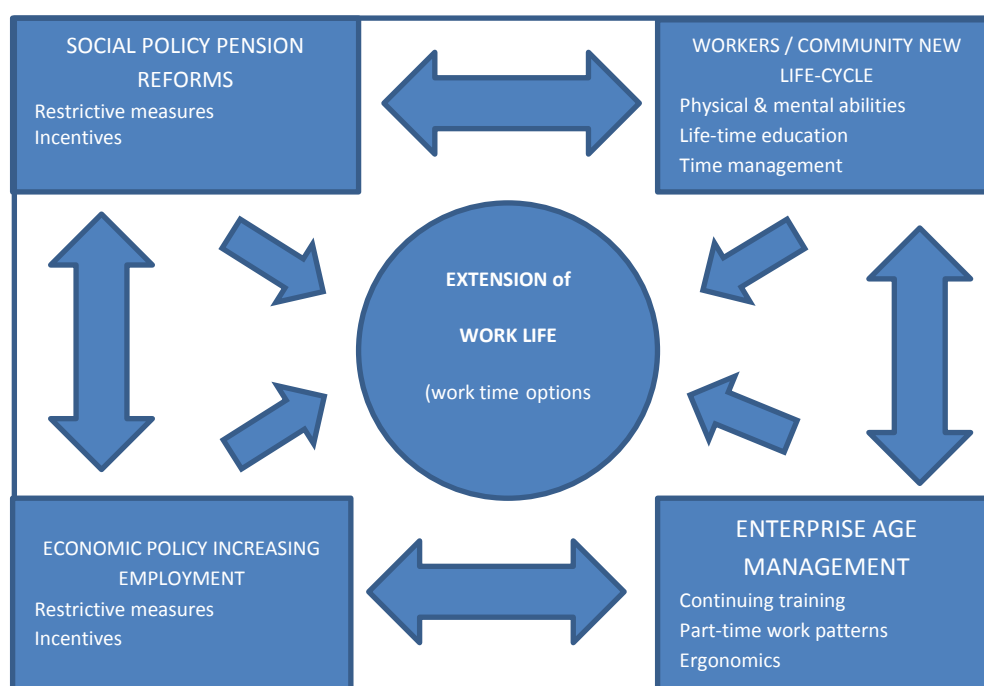 SOCIAL POLICY PENSION
REFORMS
Restrictive measures
Incentives
WORKERS / COMMUNITY NEW
LIFE-CYCLE
Physical & mental abilities
Life-time education
Time management
EXTENSION of
WORK LIFE
(work time options
ECONOMIC POLICY INCREASING
EMPLOYMENT
Restrictive measures
Incentives
ENTERPRISE AGE
MANAGEMENT
Continuing training
Part-time work patterns
Ergonomics